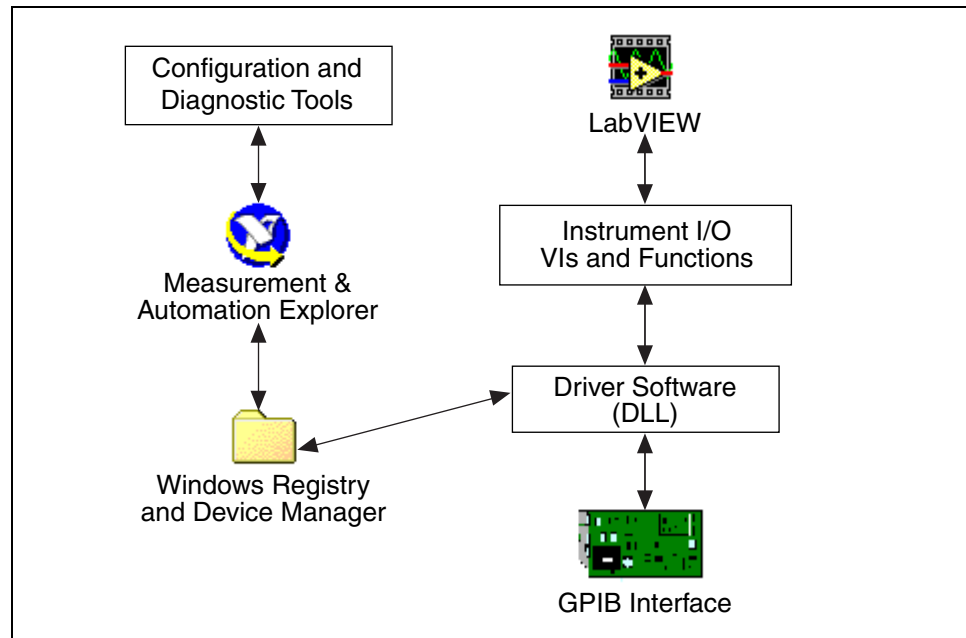 Configuration and
Diagnostic Tools
Measurement &
Automation Explorer
Windows Registry
and Device Manager
LabVIEW
Instrument I/O
VIs and Functions
Driver Software
(DLL)
GPIB Interface